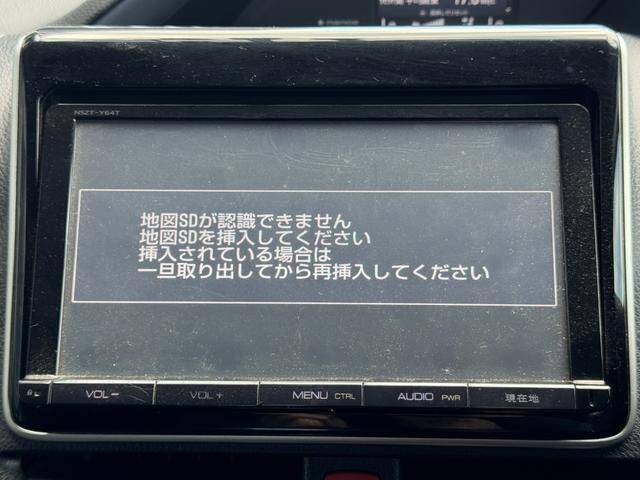 NSZT-Y64T
地図SDが認識できません
地図SDを挿入してください
挿入されている場合は
一旦取り出してから再挿入してください
VOL− VOL+ MENU CTRL AUDIO PWR 現在地